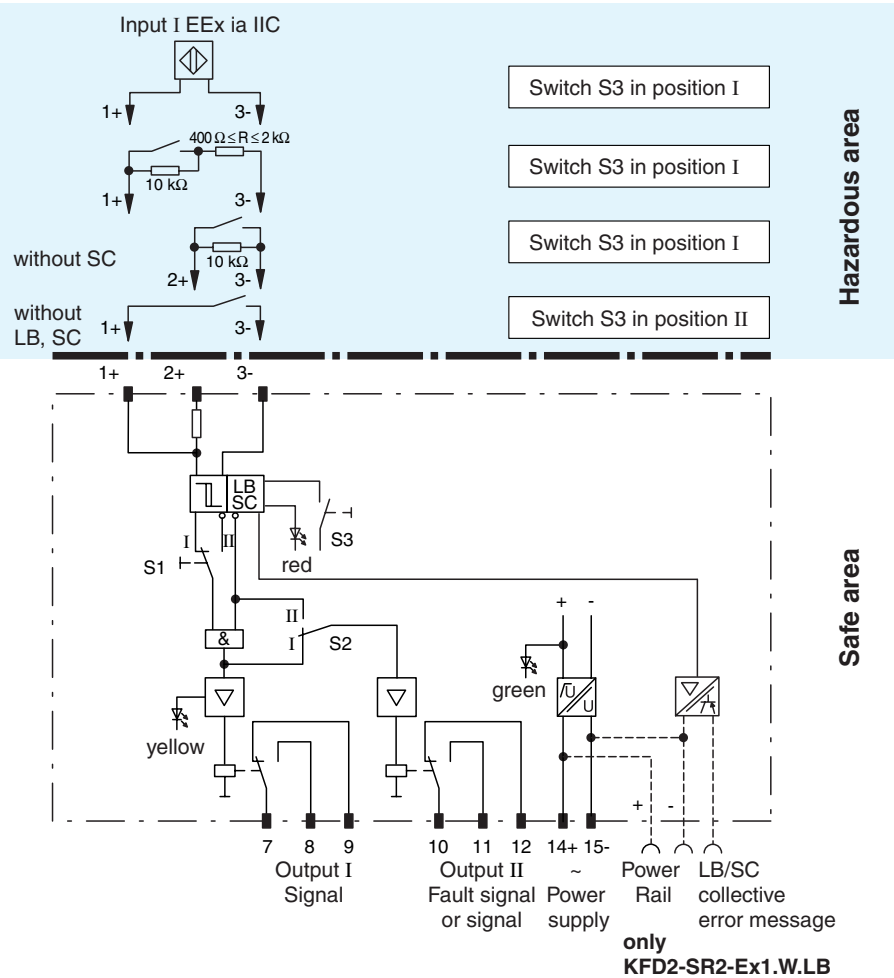 Input I EEx ia IIC
1+ 3-
Switch S3 in position I
400 Ω ≤ R ≤ 2 kΩ
10 kΩ
1+ 3-
Switch S3 in position I
without SC
10 kΩ
2+ 3-
Switch S3 in position I
without
LB, SC
1+ 3-
Switch S3 in position II
Hazardous area
1+ 2+ 3-
LB
SC
I II
S1
S3
red
II
I
S2
&
+ -
green
U
U
yellow
Safe area
+ -
7 8 9 10 11 12 14+ 15-
Output I
Signal
Output II
Fault signal
or signal
~
Power
supply
Power
Rail
LB/SC
collective
error message
only
KFD2-SR2-Ex1.W.LB